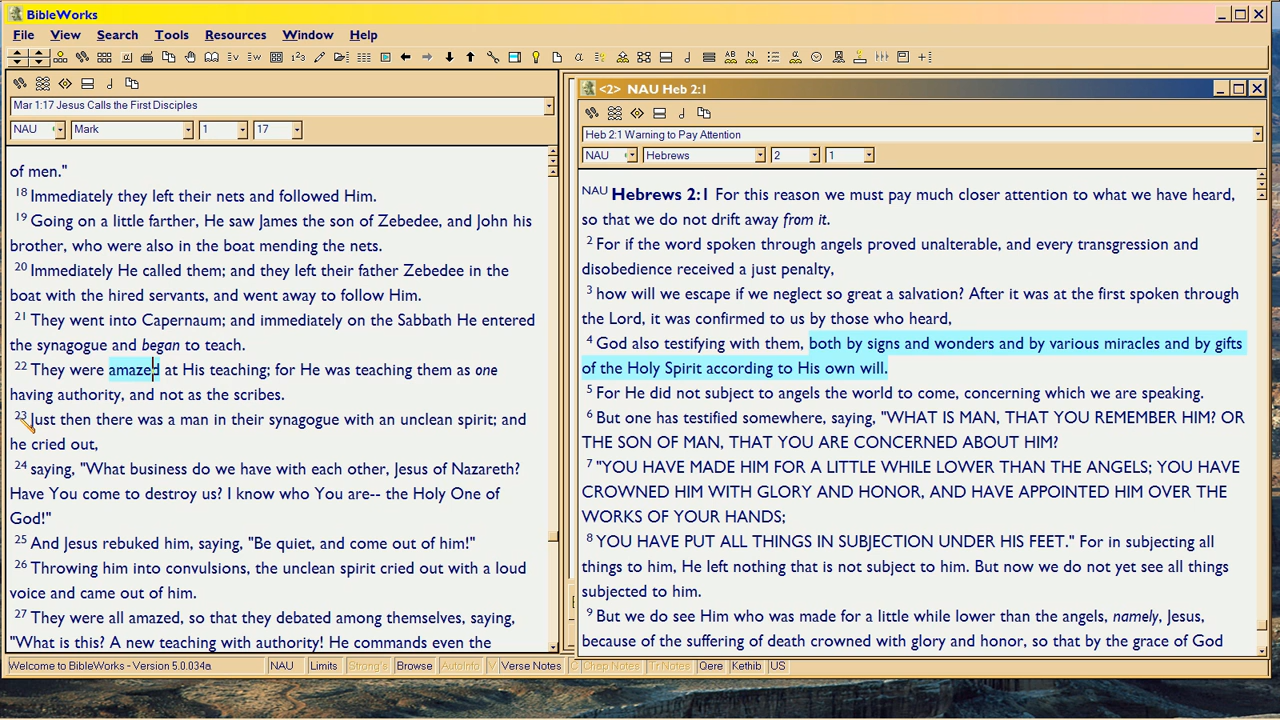 BibleWorks
File View Search Tools Resources Window Help
Mar 1:17 Jesus Calls the First Disciples
NAU Mark 1 17
of men."
18 Immediately they left their nets and followed Him.
19 Going on a little farther, He saw James the son of Zebedee, and John his
brother, who were also in the boat mending the nets.
20 Immediately He called them; and they left their father Zebedee in the
boat with the hired servants, and went away to follow Him.
21 They went into Capernaum; and immediately on the Sabbath He entered
the synagogue and began to teach.
22 They were amazed at His teaching; for He was teaching them as one
having authority, and not as the scribes.
23 Just then there was a man in their synagogue with an unclean spirit; and
he cried out,
24 saying, "What business do we have with each other, Jesus of Nazareth?
Have You come to destroy us? I know who You are-- the Holy One of
God!"
25 And Jesus rebuked him, saying, "Be quiet, and come out of him!"
26 Throwing him into convulsions, the unclean spirit cried out with a loud
voice and came out of him.
27 They were all amazed, so that they debated among themselves, saying,
"What is this? A new teaching with authority! He commands even the
<2> NAU Heb 2:1
Heb 2:1 Warning to Pay Attention
NAU Hebrews 2 1
NAU Hebrews 2:1 For this reason we must pay much closer attention to what we have heard,
so that we do not drift away from it.
2 For if the word spoken through angels proved unalterable, and every transgression and
disobedience received a just penalty,
3 how will we escape if we neglect so great a salvation? After it was at the first spoken through
the Lord, it was confirmed to us by those who heard,
4 God also testifying with them, both by signs and wonders and by various miracles and by gifts
of the Holy Spirit according to His own will.
5 For He did not subject to angels the world to come, concerning which we are speaking.
6 But one has testified somewhere, saying, "WHAT IS MAN, THAT YOU REMEMBER HIM? OR
THE SON OF MAN, THAT YOU ARE CONCERNED ABOUT HIM?
7 "YOU HAVE MADE HIM FOR A LITTLE WHILE LOWER THAN THE ANGELS; YOU HAVE
CROWNED HIM WITH GLORY AND HONOR, AND HAVE APPOINTED HIM OVER THE
WORKS OF YOUR HANDS;
8 YOU HAVE PUT ALL THINGS IN SUBJECTION UNDER HIS FEET." For in subjecting all
things to him, He left nothing that is not subject to him. But now we do not yet see all things
subjected to him.
9 But we do see Him who was made for a little while lower than the angels, namely, Jesus,
because of the suffering of death crowned with glory and honor, so that by the grace of God
Welcome to BibleWorks - Version 5.0.034a NAU Limits Strong's Browse AutoInfo V Verse Notes C Chap Notes Tr Notes Qere Kethib US